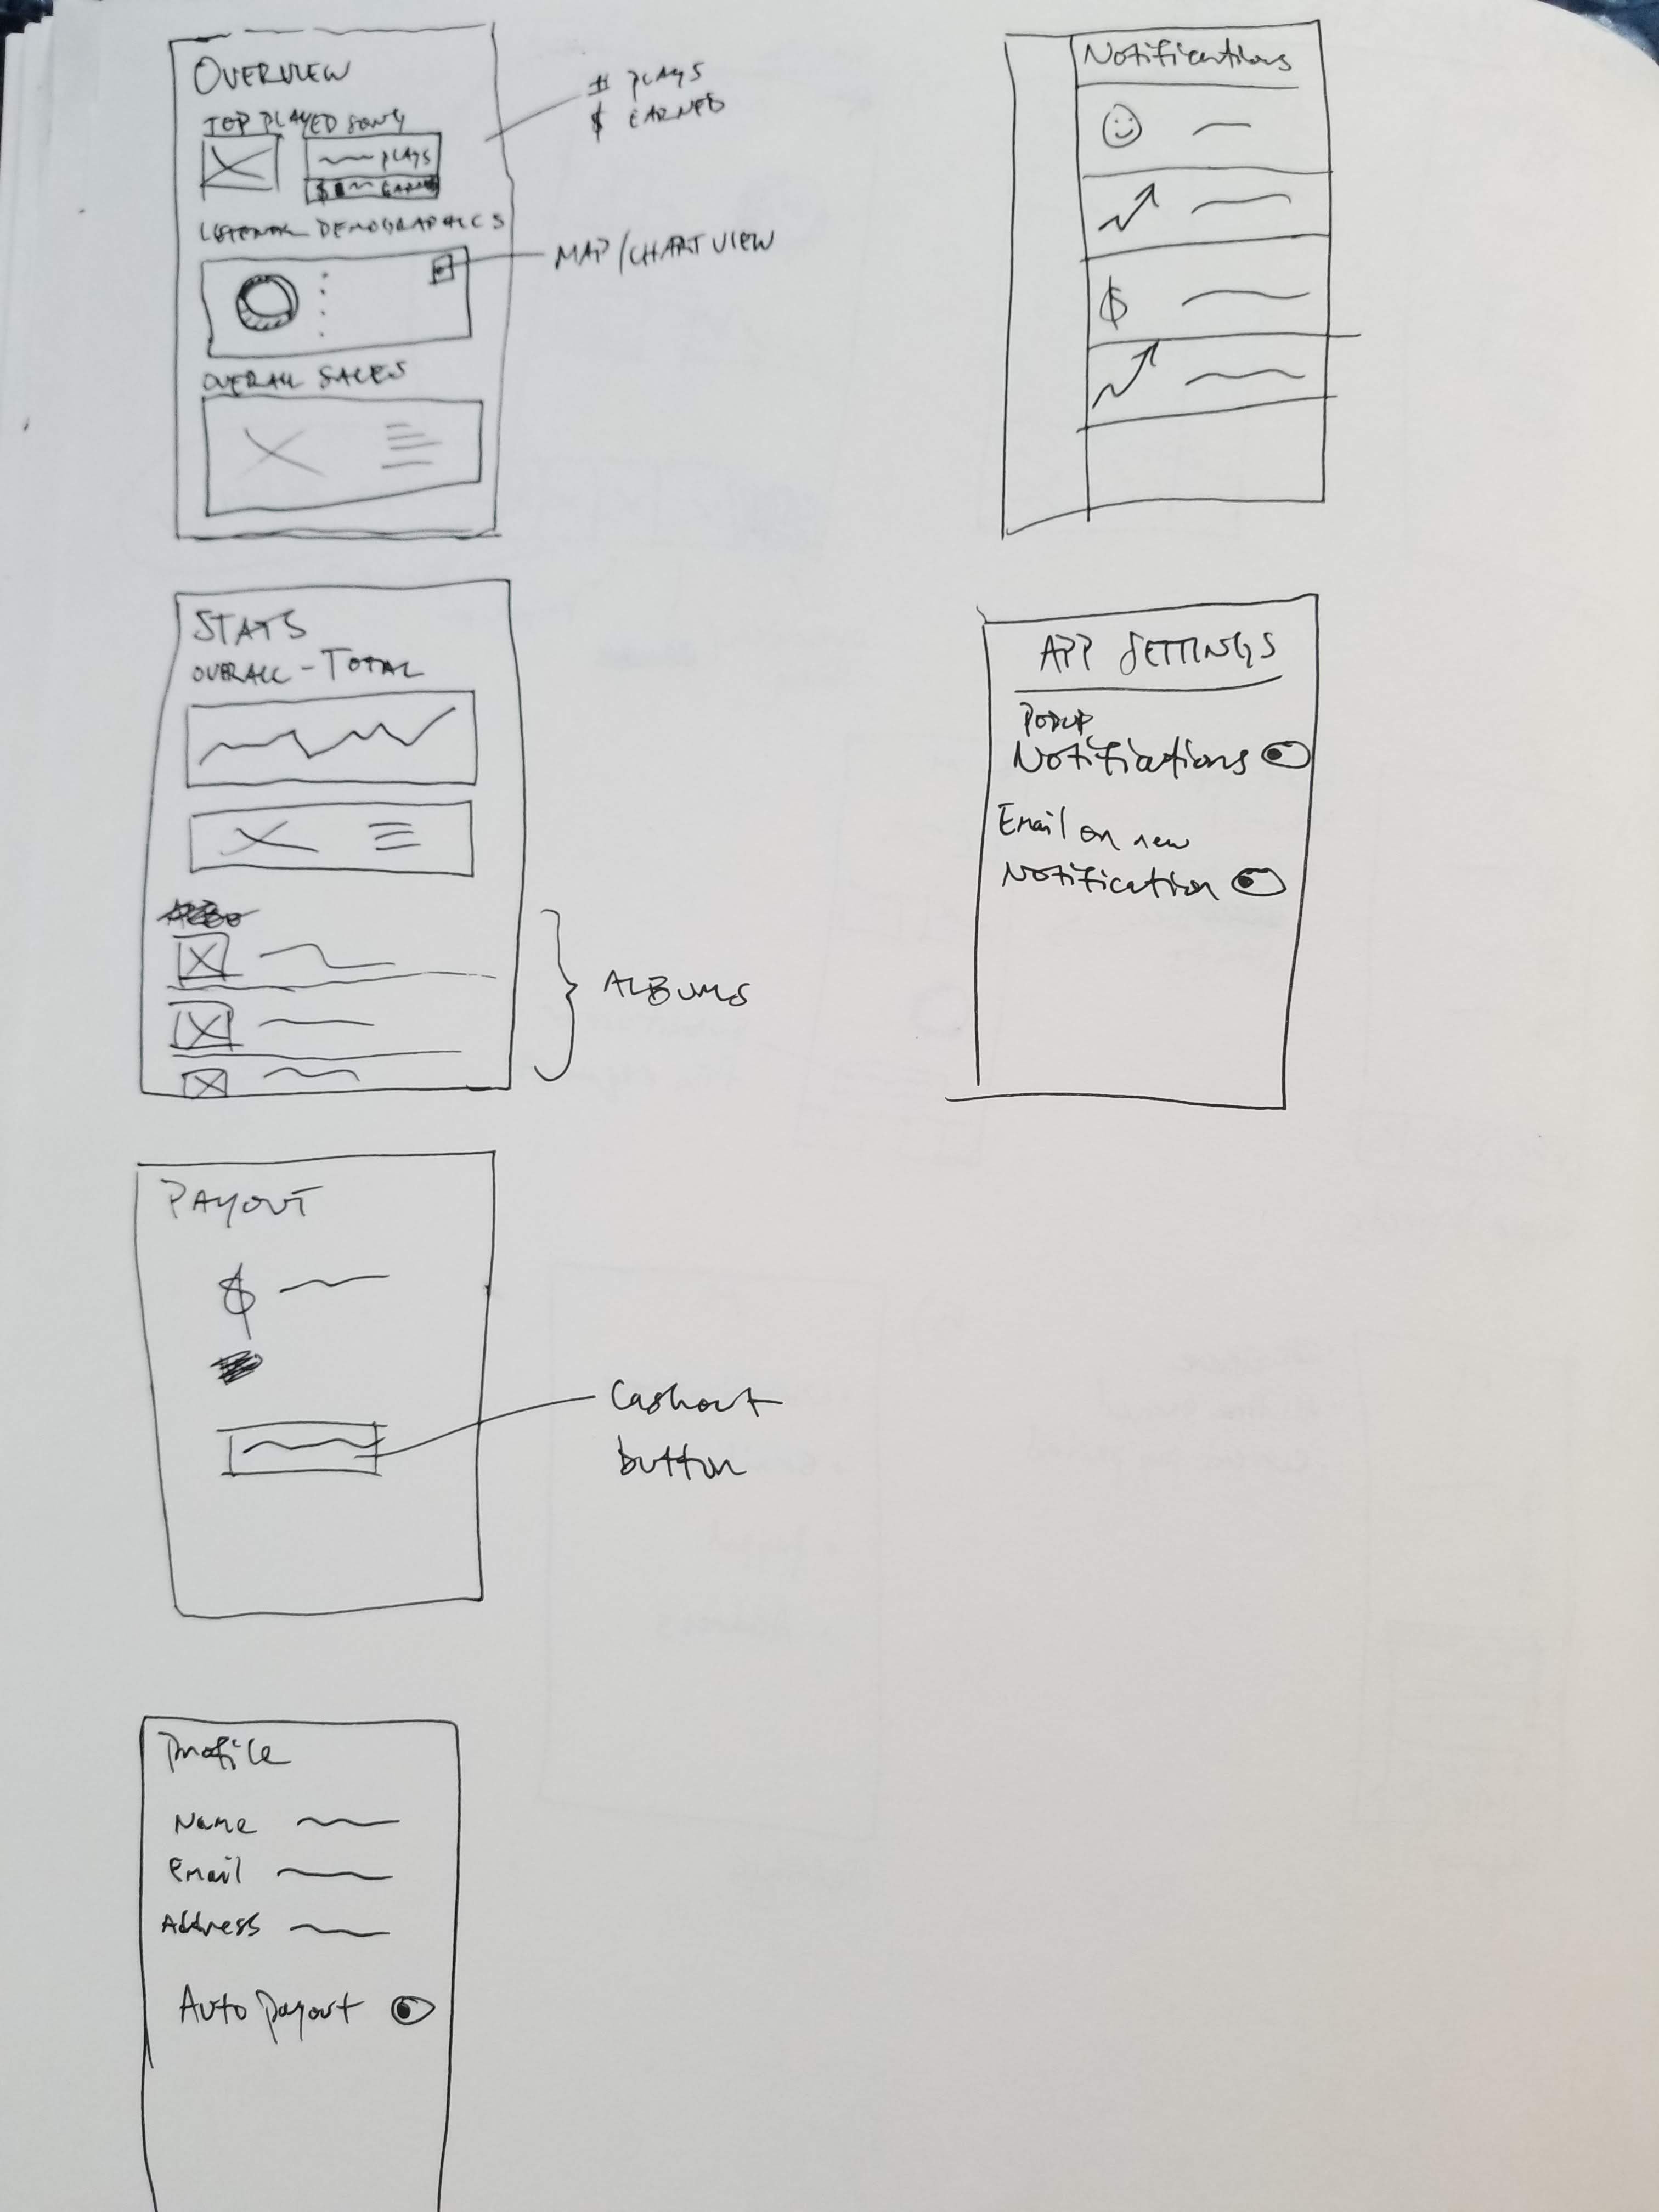 OVERVIEW
TOP PLAYED SONG
PLAYS
$ EARNED
# PLAYS
$ EARNED
LISTENER DEMOGRAPHICS
MAP/CHART VIEW
OVERALL SALES
Notifications
$
STATS
OVERALL - TOTAL
ALBUMS
APP SETTINGS
POPUP
Notifications
Email on new
Notification
PAYOUT
$
Cashout
button
Profile
Name
Email
Address
Auto payout